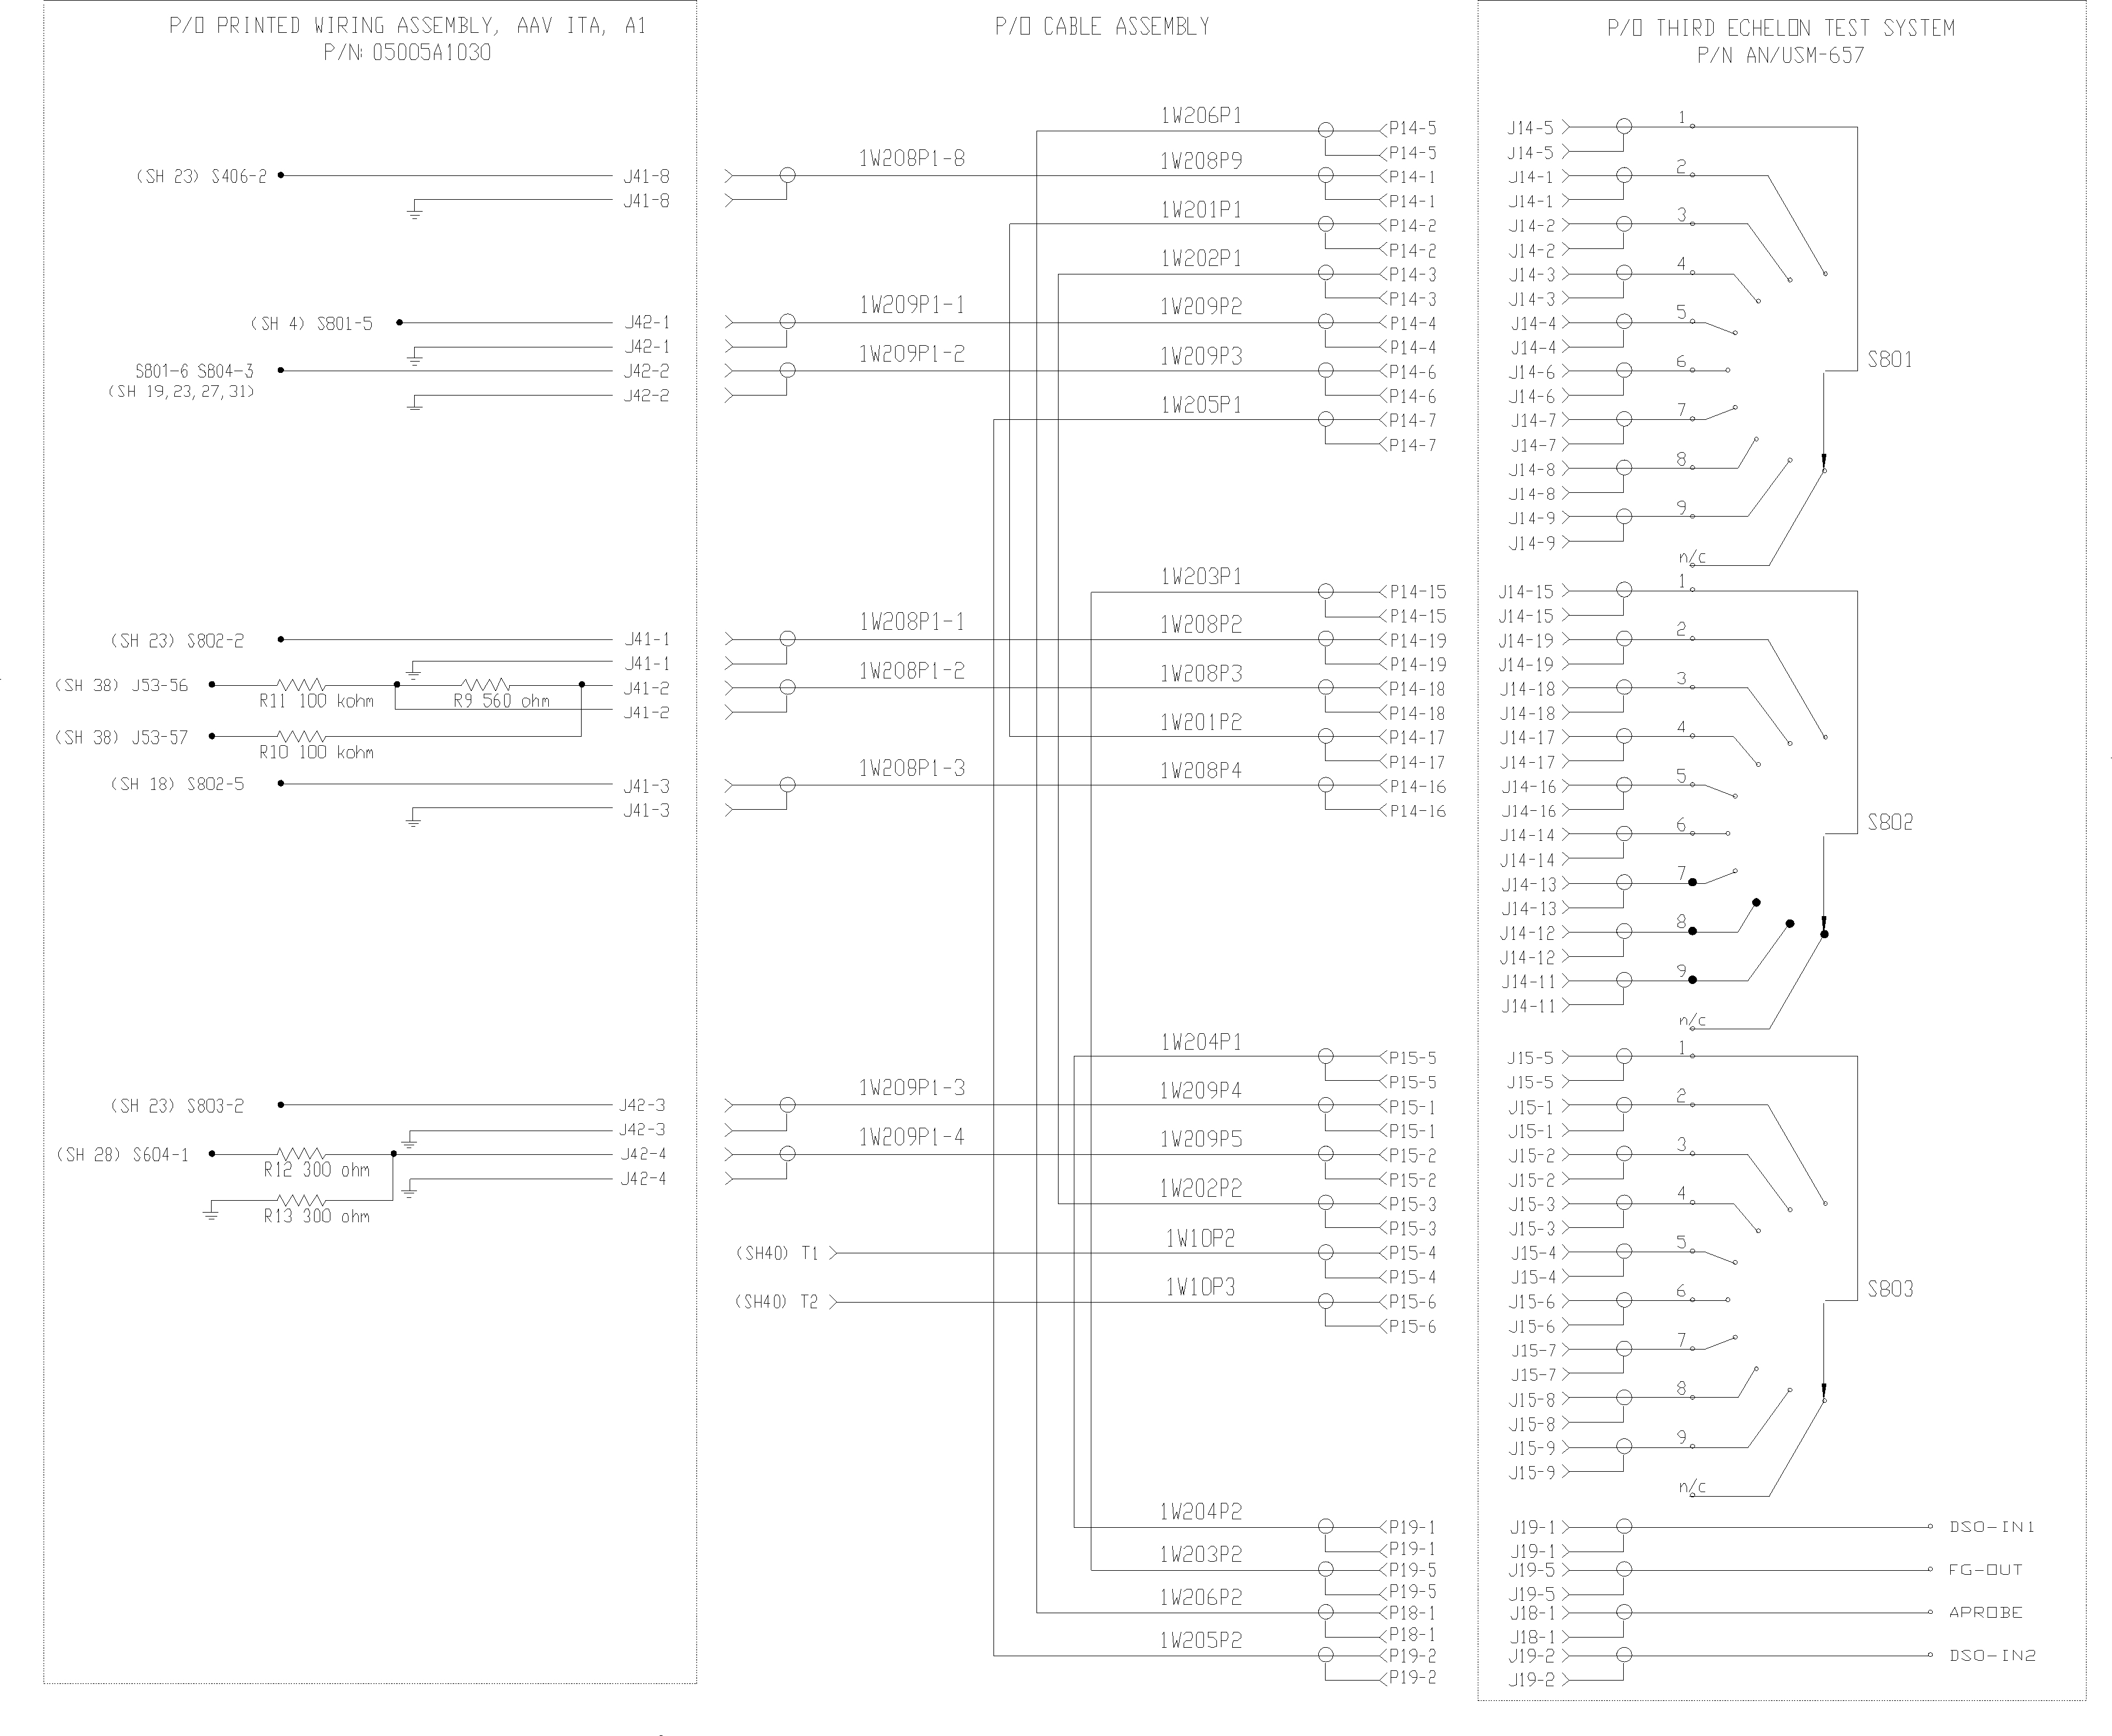 P/O PRINTED WIRING ASSEMBLY, AAV ITA, A1
P/N: 05005A1030
(SH 23) S406-2
J41-8
J41-8
(SH 4) S801-5
J42-1
J42-1
S801-6 S804-3
J42-2
(SH 19,23,27,31)
J42-2
(SH 23) S802-2
J41-1
J41-1
(SH 38) J53-56
R11 100 kohm
R9 560 ohm
J41-2
J41-2
(SH 38) J53-57
R10 100 kohm
(SH 18) S802-5
J41-3
J41-3
(SH 23) S803-2
J42-3
J42-3
(SH 28) S604-1
R12 300 ohm
J42-4
J42-4
R13 300 ohm
P/O CABLE ASSEMBLY
1W206P1
P14-5
P14-5
1W208P1-8
1W208P9
P14-1
P14-1
1W201P1
P14-2
P14-2
1W202P1
P14-3
P14-3
1W209P1-1
1W209P2
P14-4
P14-4
1W209P1-2
1W209P3
P14-6
P14-6
1W205P1
P14-7
P14-7
1W203P1
P14-15
P14-15
1W208P1-1
1W208P2
P14-19
P14-19
1W208P1-2
1W208P3
P14-18
P14-18
1W201P2
P14-17
P14-17
1W208P1-3
1W208P4
P14-16
P14-16
1W204P1
P15-5
P15-5
1W209P1-3
1W209P4
P15-1
P15-1
1W209P1-4
1W209P5
P15-2
P15-2
1W202P2
P15-3
P15-3
(SH40) T1
1W10P2
P15-4
P15-4
(SH40) T2
1W10P3
P15-6
P15-6
1W204P2
P19-1
P19-1
1W203P2
P19-5
P19-5
1W206P2
P18-1
P18-1
1W205P2
P19-2
P19-2
P/O THIRD ECHELON TEST SYSTEM
P/N AN/USM-657
J14-5
1
J14-5
J14-1
2
J14-1
J14-2
3
J14-2
J14-3
4
J14-3
J14-4
5
J14-4
S801
J14-6
6
J14-6
J14-7
7
J14-7
J14-8
8
J14-8
J14-9
9
J14-9
n/c
J14-15
1
J14-15
J14-19
2
J14-19
J14-18
3
J14-18
J14-17
4
J14-17
J14-16
5
J14-16
S802
J14-14
6
J14-14
J14-13
7
J14-13
J14-12
8
J14-12
J14-11
9
J14-11
n/c
J15-5
1
J15-5
J15-1
2
J15-1
J15-2
3
J15-2
J15-3
4
J15-3
J15-4
5
J15-4
S803
J15-6
6
J15-6
J15-7
7
J15-7
J15-8
8
J15-8
J15-9
9
J15-9
n/c
J19-1
DSO-IN1
J19-1
J19-5
FG-OUT
J19-5
J18-1
APROBE
J18-1
J19-2
DSO-IN2
J19-2